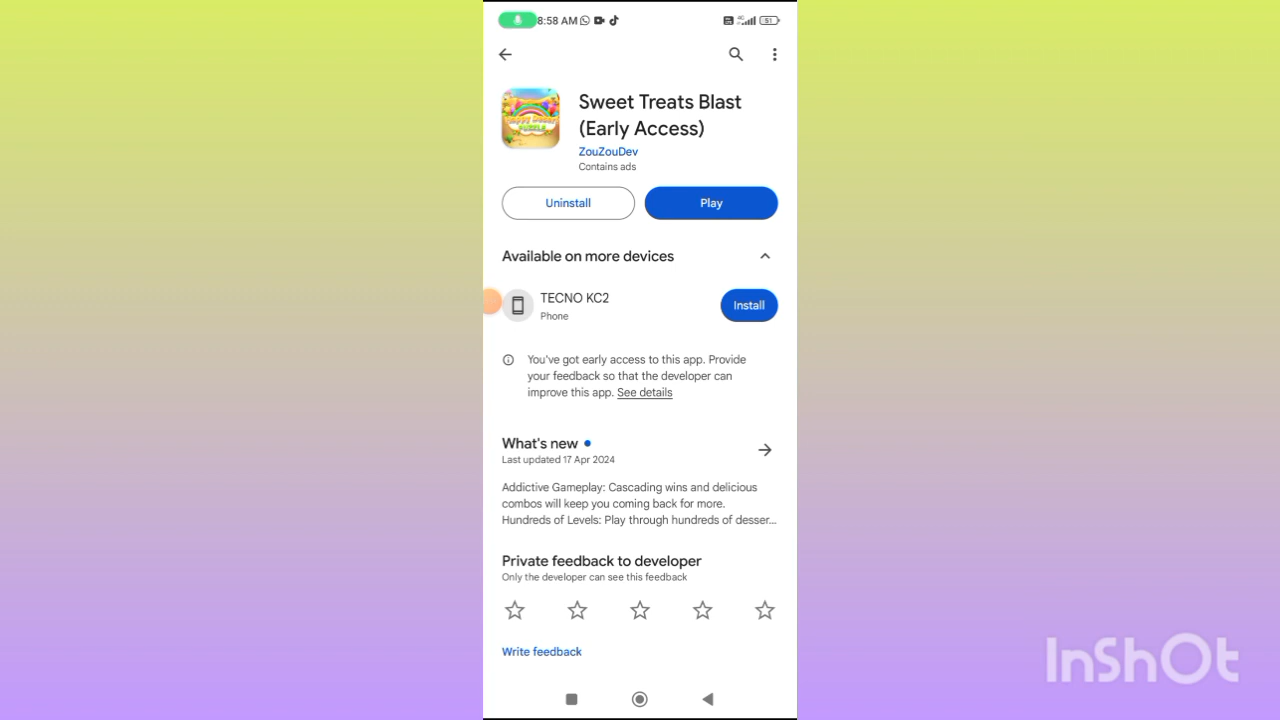 8:58 AM
51
Sweet Treats Blast
(Early Access)
ZouZouDev
Contains ads
Uninstall
Play
Available on more devices
TECNO KC2
Phone
Install
You've got early access to this app. Provide
your feedback so that the developer can
improve this app. See details
What's new
Last updated 17 Apr 2024
Addictive Gameplay: Cascading wins and delicious
combos will keep you coming back for more.
Hundreds of Levels: Play through hundreds of desser...
Private feedback to developer
Only the developer can see this feedback
Write feedback
InShOt